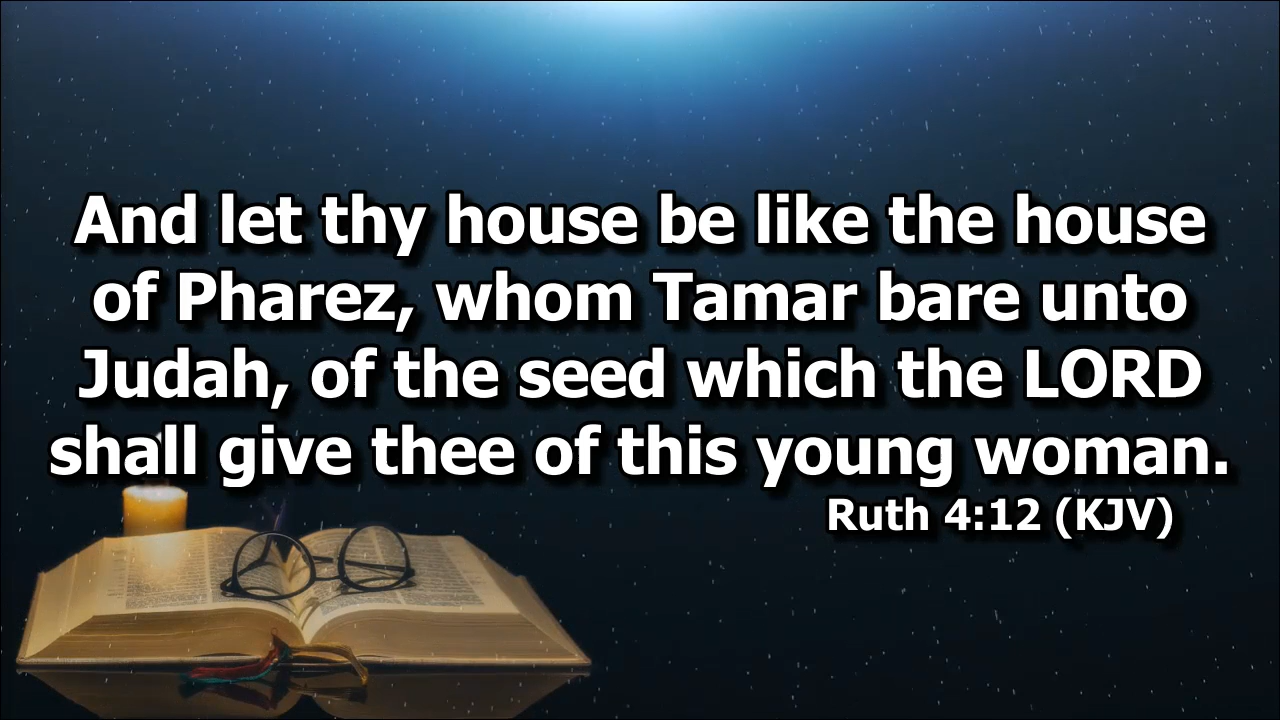 And let thy house be like the house
of Pharez, whom Tamar bare unto
Judah, of the seed which the LORD
shall give thee of this young woman.
Ruth 4:12 (KJV)